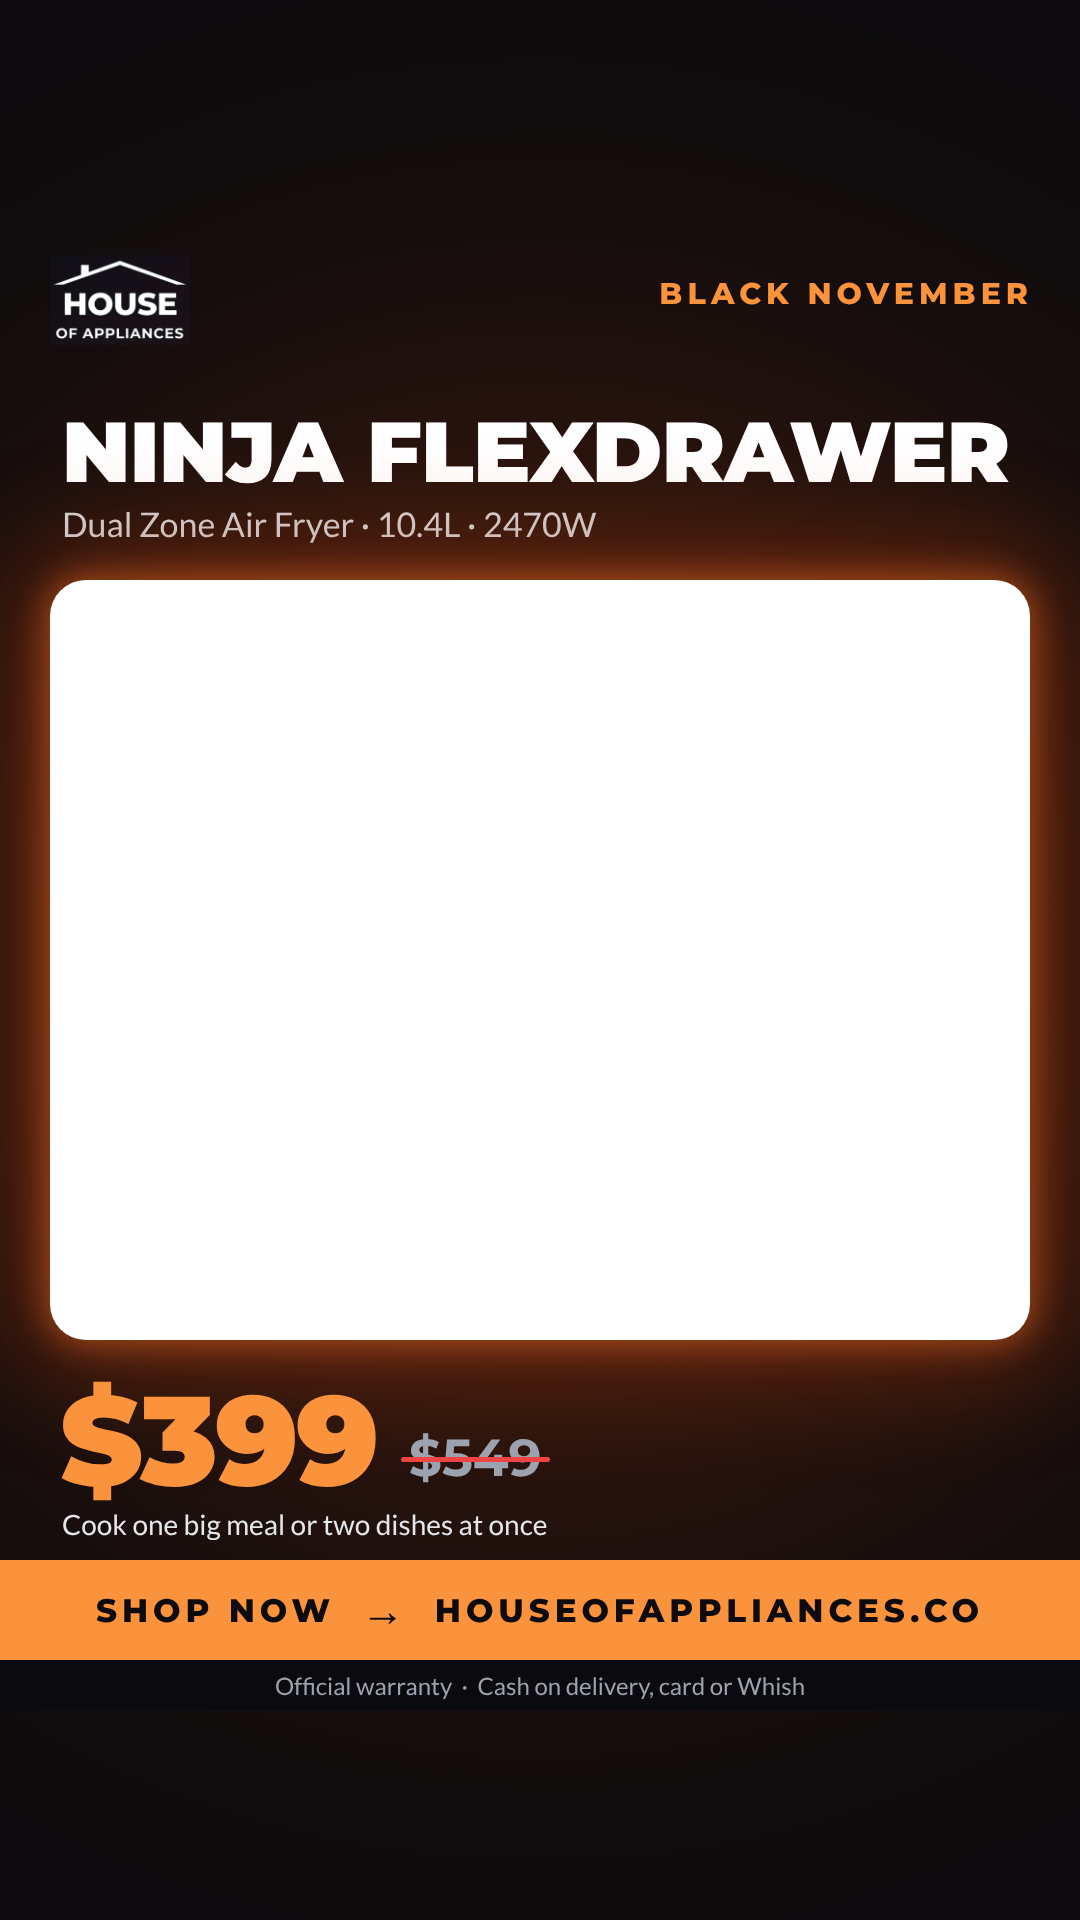 HOUSE
OF APPLIANCES
BLACK NOVEMBER
NINJA FLEXDRAWER
Dual Zone Air Fryer · 10.4L · 2470W
$399 $549
Cook one big meal or two dishes at once
SHOP NOW → HOUSEOFAPPLIANCES.CO
Official warranty · Cash on delivery, card or Whish